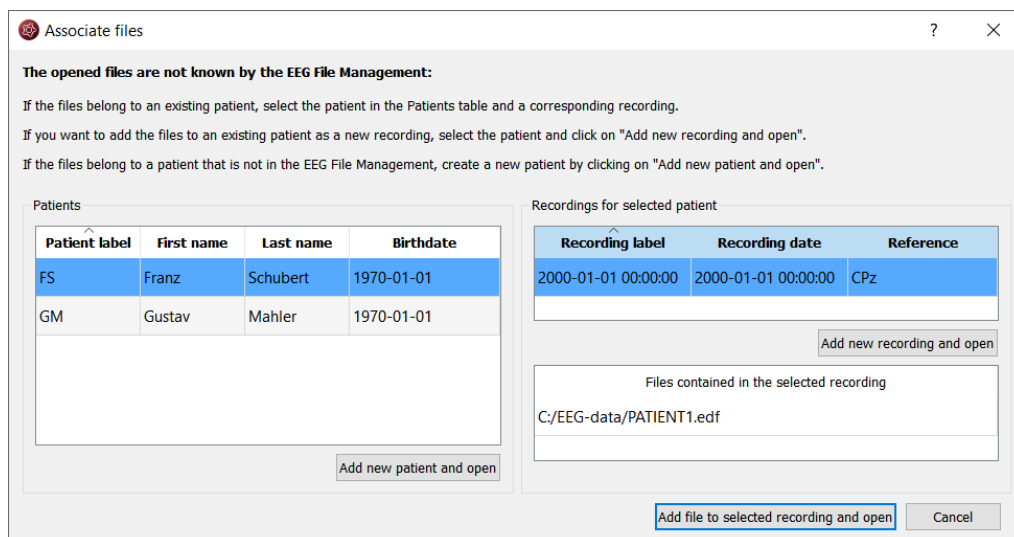 Associate files
The opened files are not known by the EEG File Management:
If the files belong to an existing patient, select the patient in the Patients table and a corresponding recording.
If you want to add the files to an existing patient as a new recording, select the patient and click on "Add new recording and open".
If the files belong to a patient that is not in the EEG File Management, create a new patient by clicking on "Add new patient and open".
Patients
Patient label First name Last name Birthdate
FS Franz Schubert 1970-01-01
GM Gustav Mahler 1970-01-01
Add new patient and open
Recordings for selected patient
Recording label Recording date Reference
2000-01-01 00:00:00 2000-01-01 00:00:00 CPz
Add new recording and open
Files contained in the selected recording
C:/EEG-data/PATIENT1.edf
Add file to selected recording and open Cancel